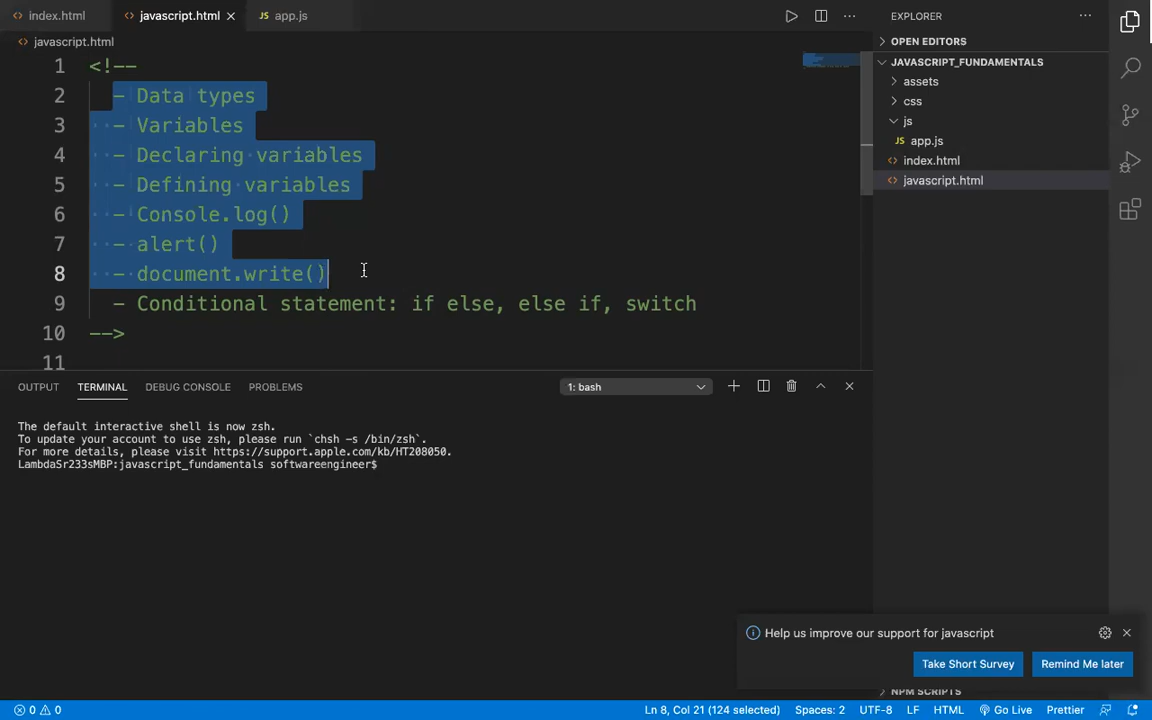 index.html
javascript.html
app.js
EXPLORER
javascript.html
OPEN EDITORS
JAVASCRIPT_FUNDAMENTALS
assets
css
js
app.js
index.html
javascript.html
1 <!--
2 - Data types
3 - Variables
4 - Declaring variables
5 - Defining variables
6 - Console.log()
7 - alert()
8 - document.write()
9 - Conditional statement: if else, else if, switch
10 -->
11
OUTPUT TERMINAL DEBUG CONSOLE PROBLEMS 1: bash
The default interactive shell is now zsh.
To update your account to use zsh, please run `chsh -s /bin/zsh`.
For more details, please visit https://support.apple.com/kb/HT208050.
LambdaSr233sMBP:javascript_fundamentals softwareengineer$
Help us improve our support for javascript
Take Short Survey Remind Me later
NPM SCRIPTS
0 0 Ln 8, Col 21 (124 selected) Spaces: 2 UTF-8 LF HTML Go Live Prettier